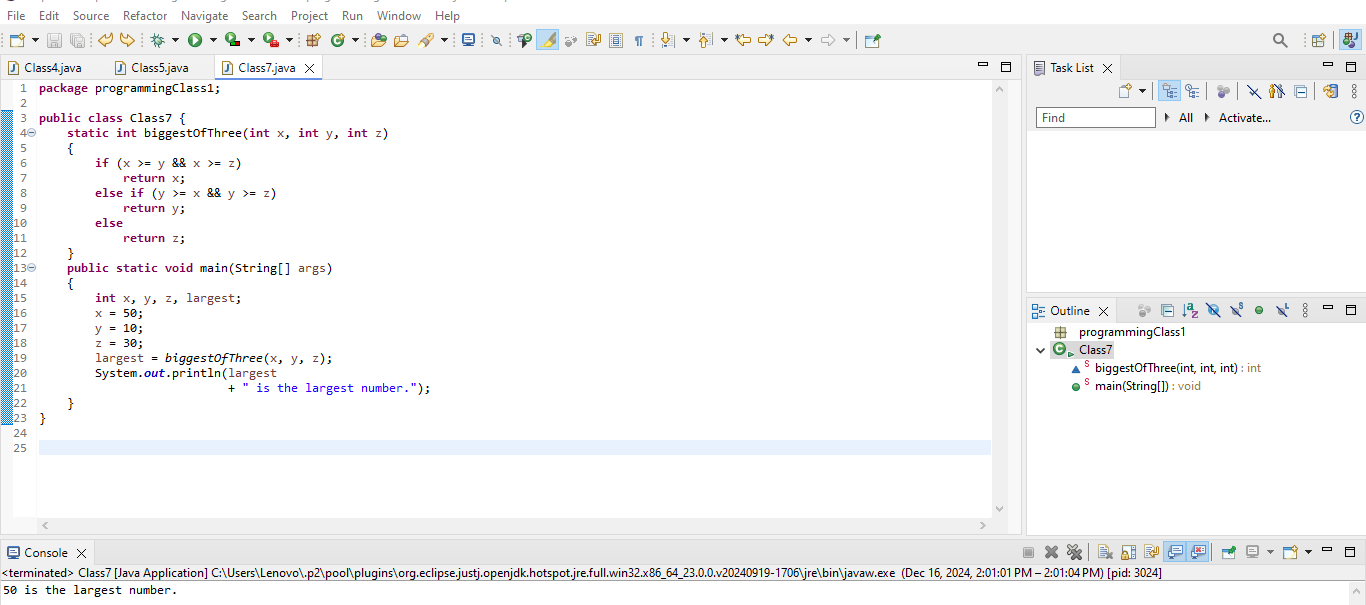 File Edit Source Refactor Navigate Search Project Run Window Help
Class4.java Class5.java Class7.java
1 package programmingClass1;
2
3 public class Class7 {
4 static int biggestOfThree(int x, int y, int z)
5 {
6 if (x >= y && x >= z)
7 return x;
8 else if (y >= x && y >= z)
9 return y;
10 else
11 return z;
12 }
13 public static void main(String[] args)
14 {
15 int x, y, z, largest;
16 x = 50;
17 y = 10;
18 z = 30;
19 largest = biggestOfThree(x, y, z);
20 System.out.println(largest
21 + " is the largest number.");
22 }
23 }
24
25
Task List
Find All Activate...
Outline
programmingClass1
Class7
biggestOfThree(int, int, int) : int
main(String[]) : void
Console
<terminated> Class7 [Java Application] C:\Users\Lenovo\.p2\pool\plugins\org.eclipse.justj.openjdk.hotspot.jre.full.win32.x86_64_23.0.0.v20240919-1706\jre\bin\javaw.exe (Dec 16, 2024, 2:01:01 PM – 2:01:04 PM) [pid: 3024]
50 is the largest number.